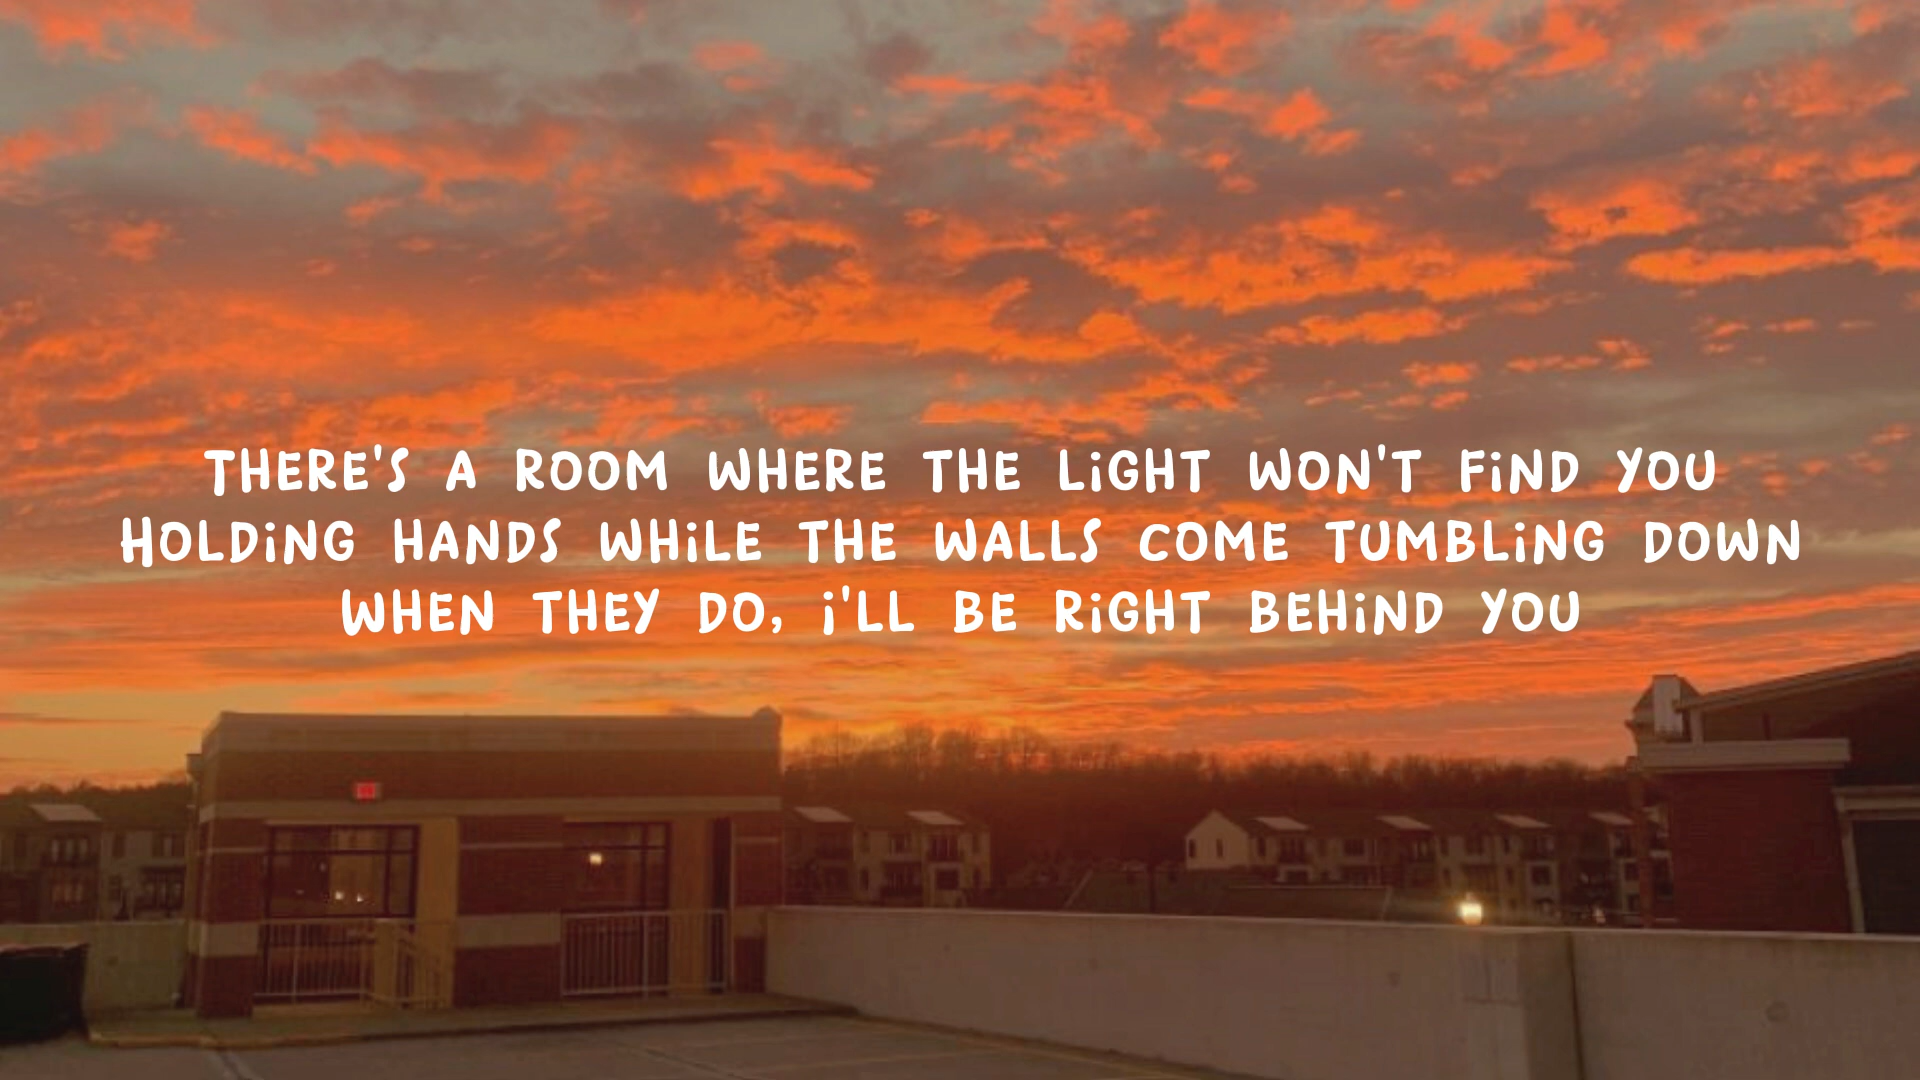 THERE'S A ROOM WHERE THE LiGHT WON'T FiND YOU
HOLDiNG HANDS WHiLE THE WALLS COME TUMBLiNG DOWN
WHEN THEY DO, i'LL BE RiGHT BEHiND YOU